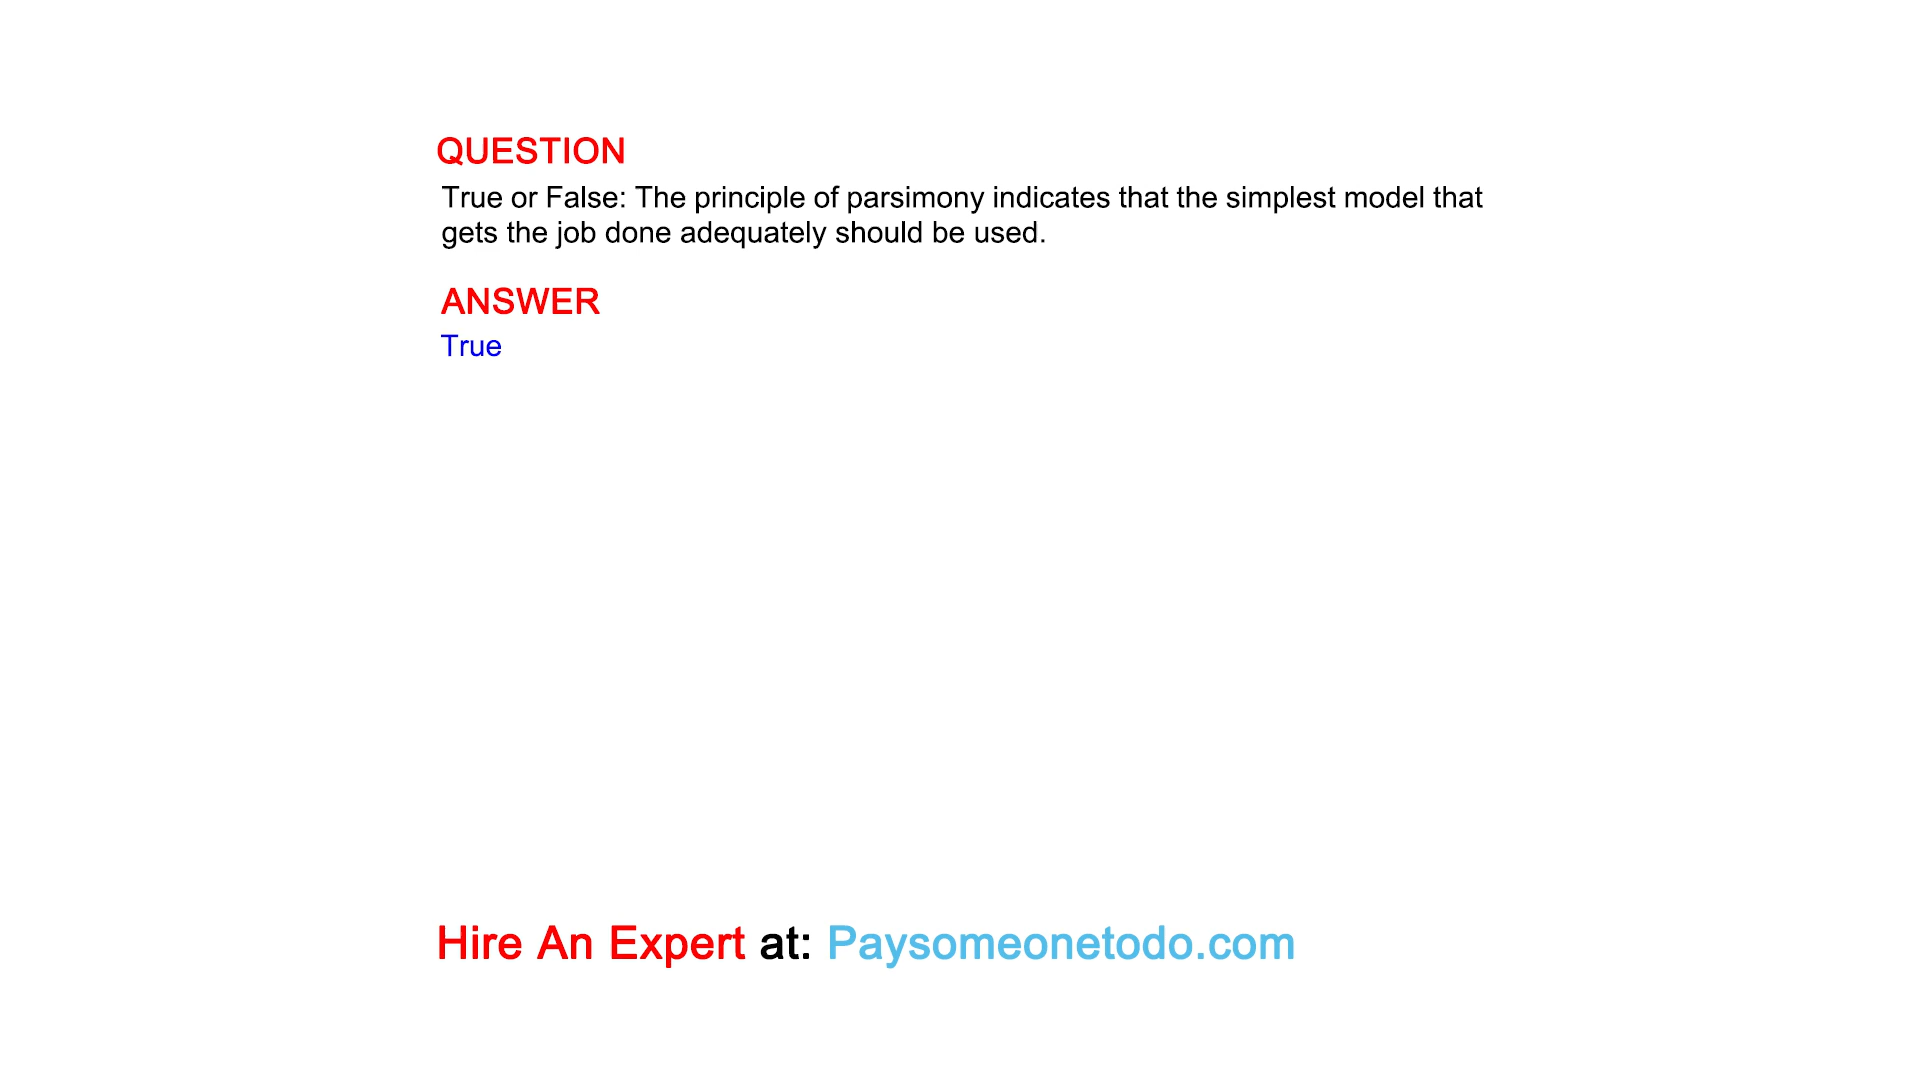 QUESTION
True or False: The principle of parsimony indicates that the simplest model that
gets the job done adequately should be used.
ANSWER
True
Hire An Expert at: Paysomeonetodo.com